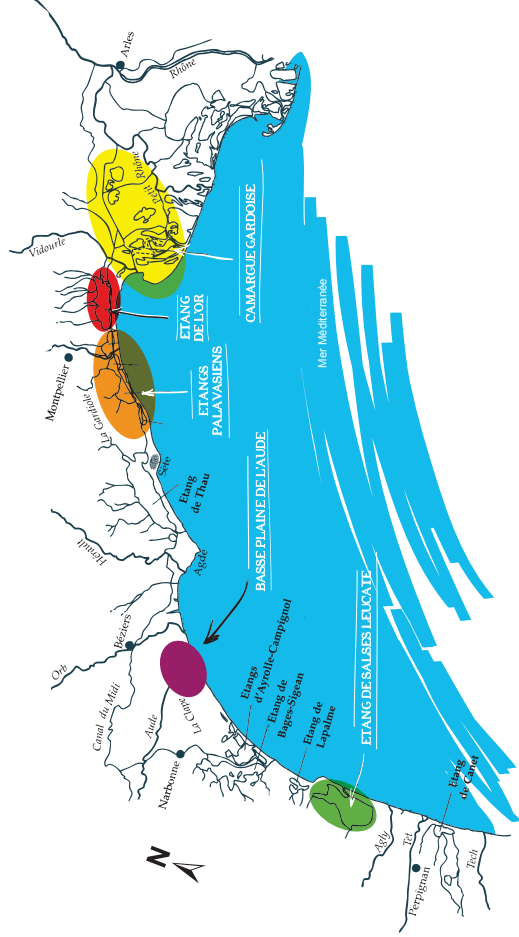 Arles
Rhône
Petit Rhône
Vidourle
CAMARGUE GARDOISE
ETANG
DE L'OR
Mer Méditerranée
Montpellier
ETANGS
PALAVASIENS
La Gardiole
Sète
Etang
de Thau
BASSE PLAINE DE L'AUDE
Hérault
Agde
Béziers
Orb
Canal du Midi
Aude
La Clape
Narbonne
Etangs
d'Ayrolle-Campignol
Etang de
Bages-Sigean
Etang de
Lapalme
ETANG DE SALSES LEUCATE
Etang
de Canet
Agly
Têt
Perpignan
Tech
N